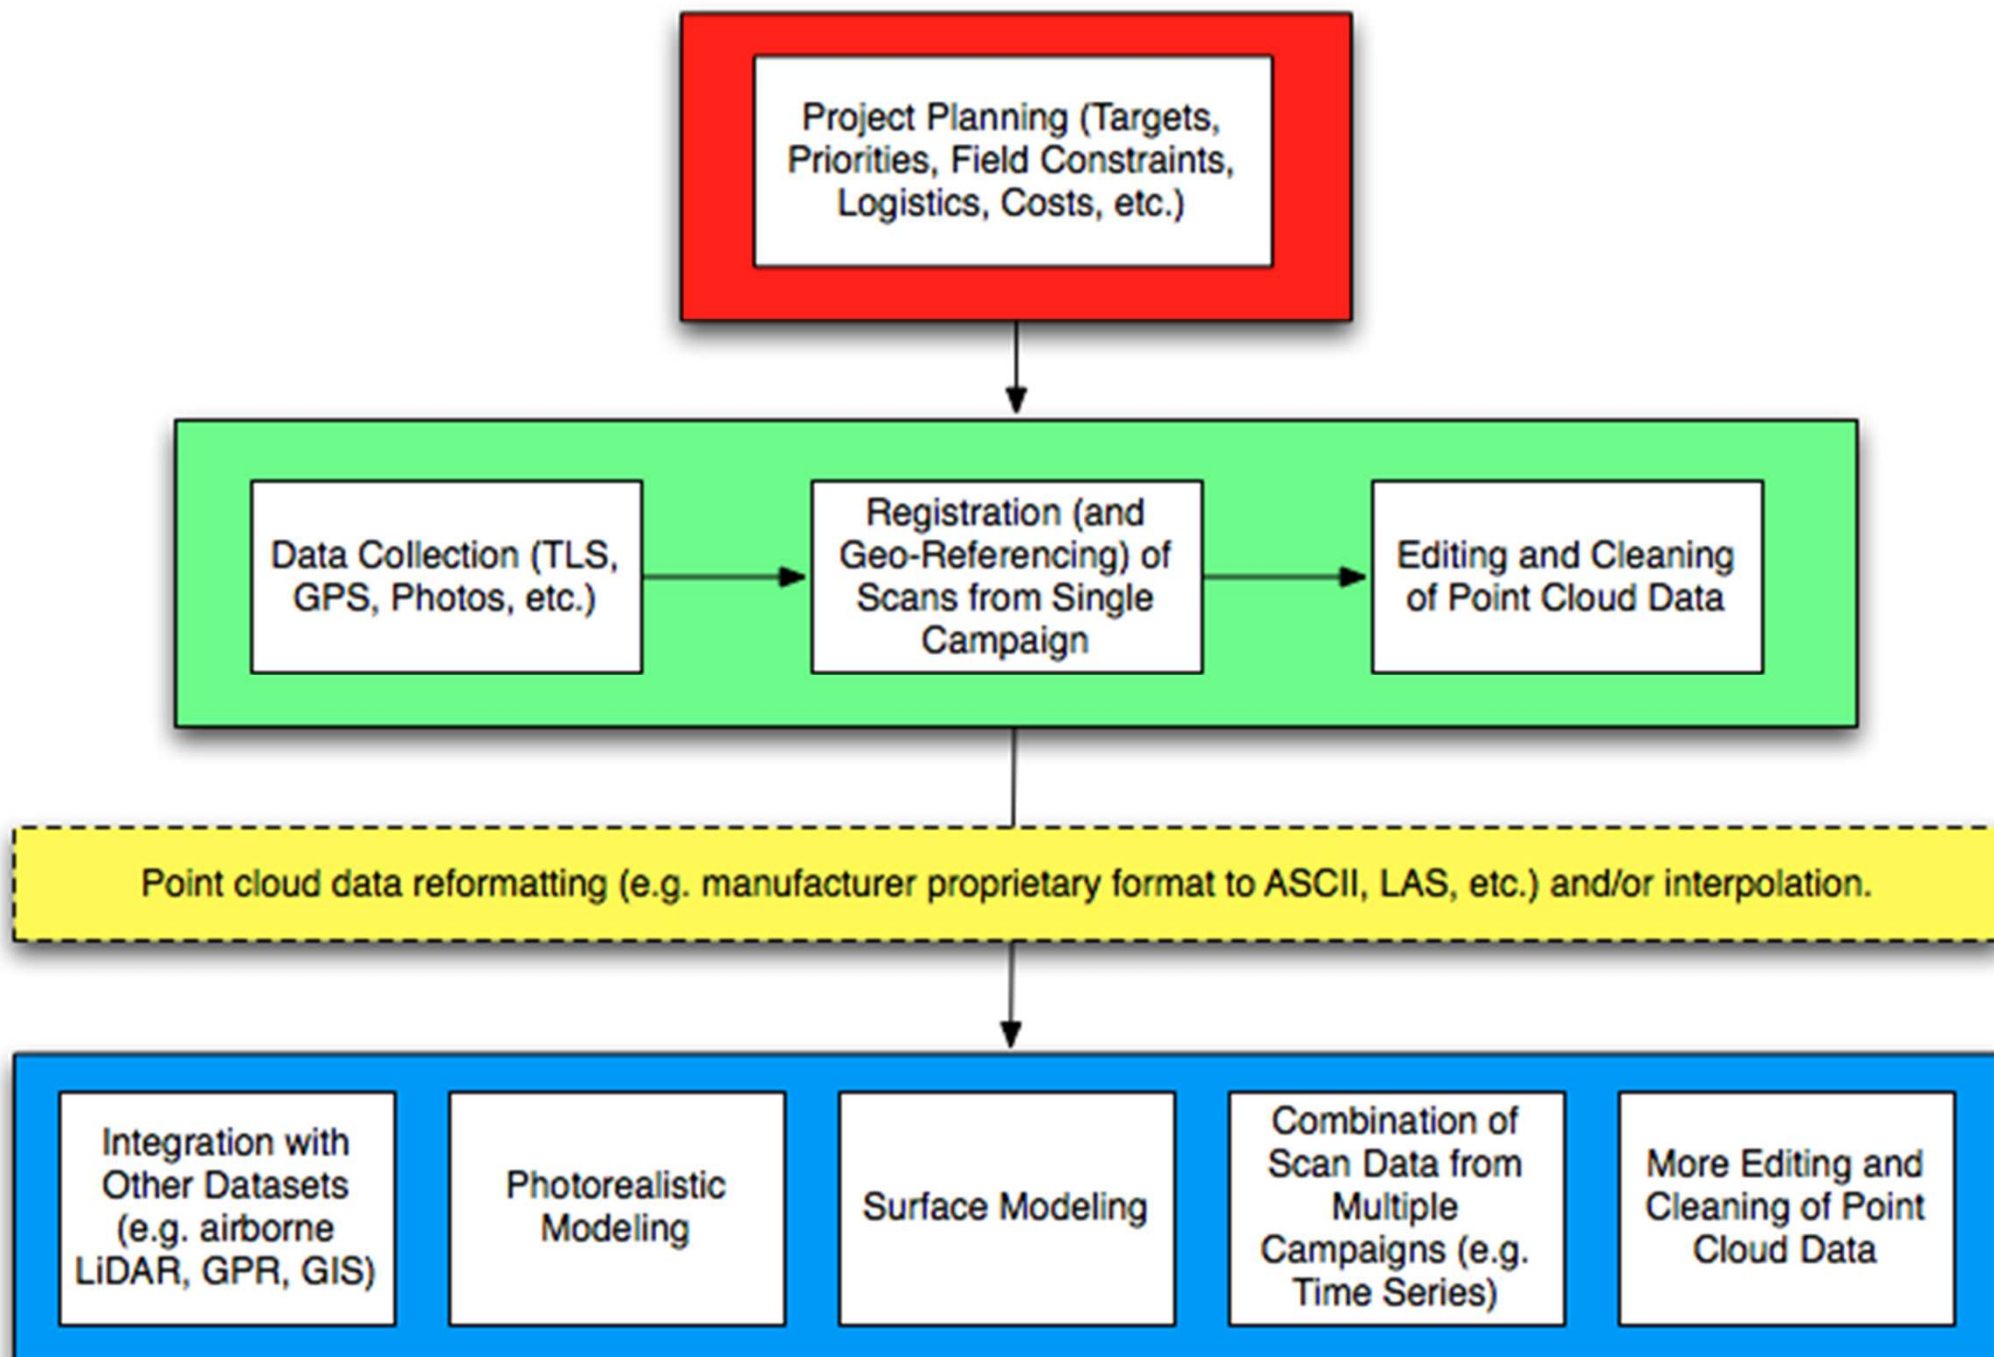 Project Planning (Targets,
Priorities, Field Constraints,
Logistics, Costs, etc.)
Data Collection (TLS,
GPS, Photos, etc.)
Registration (and
Geo-Referencing) of
Scans from Single
Campaign
Editing and Cleaning
of Point Cloud Data
Point cloud data reformatting (e.g. manufacturer proprietary format to ASCII, LAS, etc.) and/or interpolation.
Integration with
Other Datasets
(e.g. airborne
LiDAR, GPR, GIS)
Photorealistic
Modeling
Surface Modeling
Combination of
Scan Data from
Multiple
Campaigns (e.g.
Time Series)
More Editing and
Cleaning of Point
Cloud Data